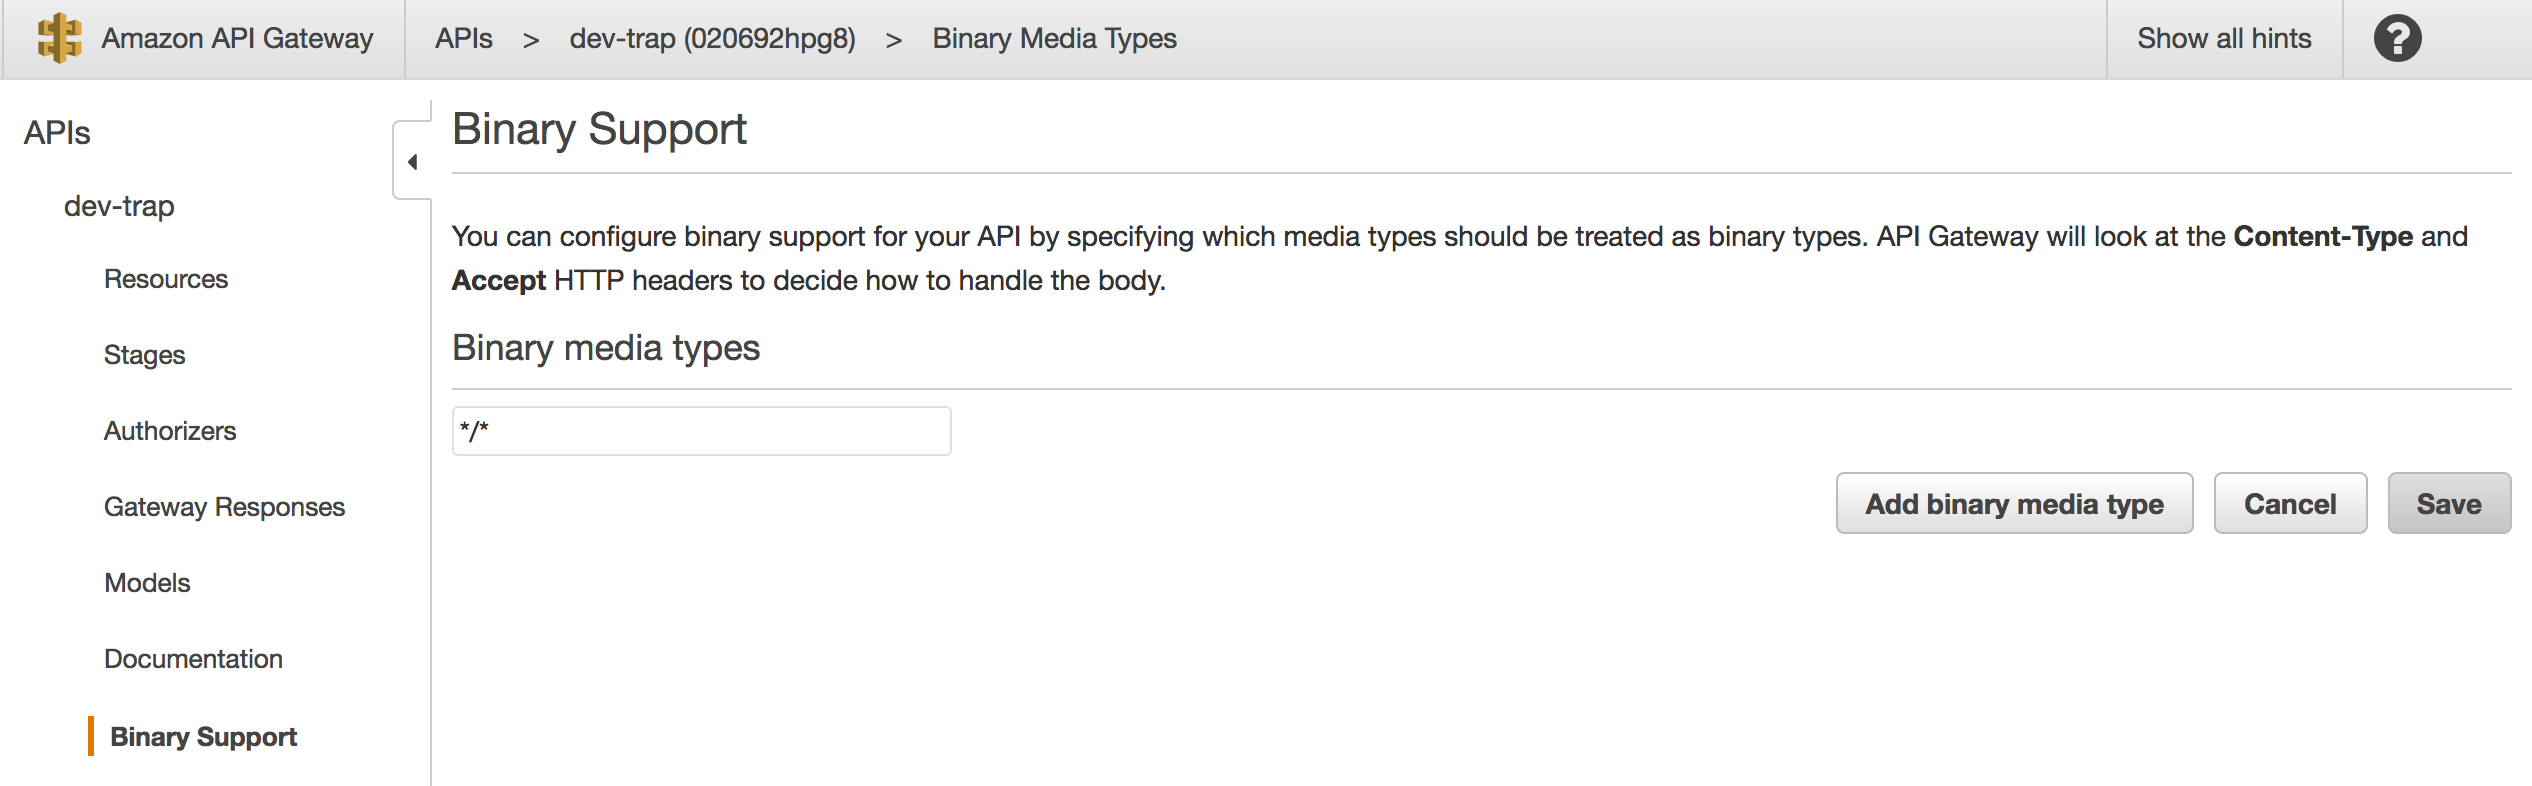 Amazon API Gateway APIs > dev-trap (020692hpg8) > Binary Media Types Show all hints ?
APIs
dev-trap
Resources
Stages
Authorizers
Gateway Responses
Models
Documentation
Binary Support
Binary Support
You can configure binary support for your API by specifying which media types should be treated as binary types. API Gateway will look at the Content-Type and
Accept HTTP headers to decide how to handle the body.
Binary media types
*/*
Add binary media type Cancel Save